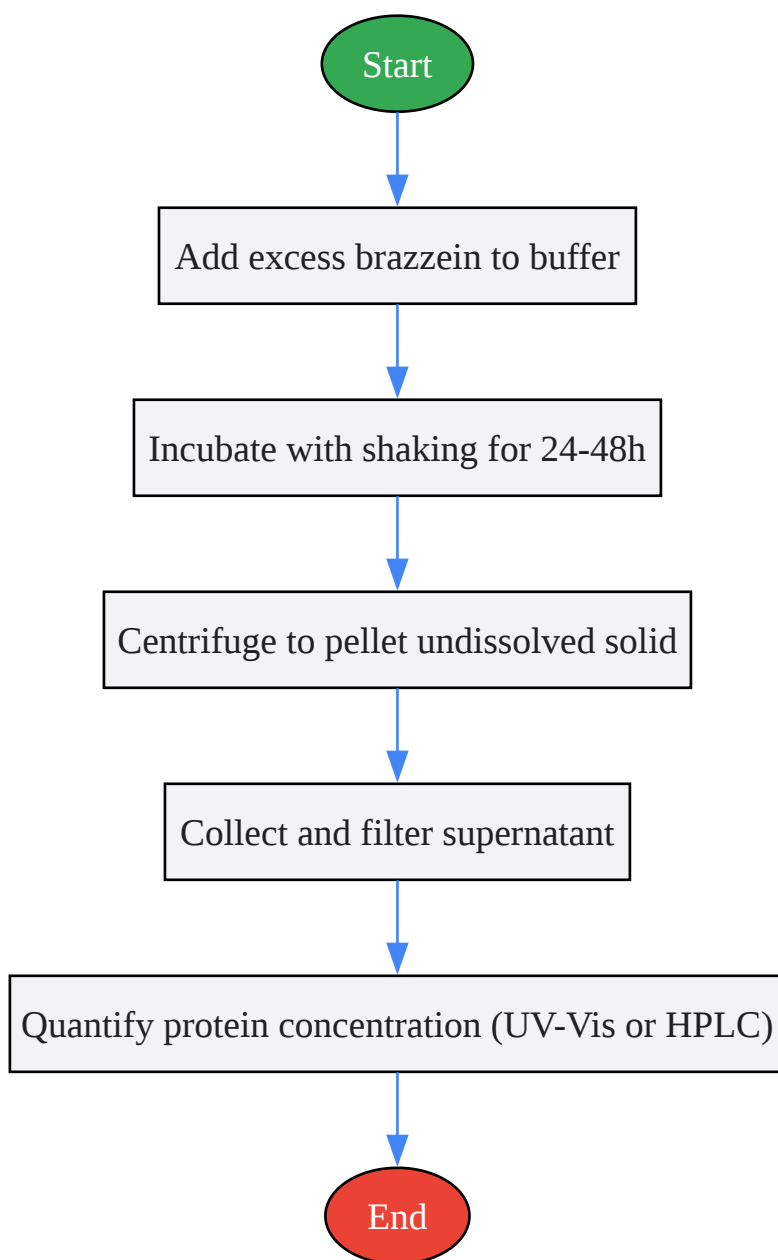 Start
Add excess brazzein to buffer
Incubate with shaking for 24-48h
Centrifuge to pellet undissolved solid
Collect and filter supernatant
Quantify protein concentration (UV-Vis or HPLC)
End